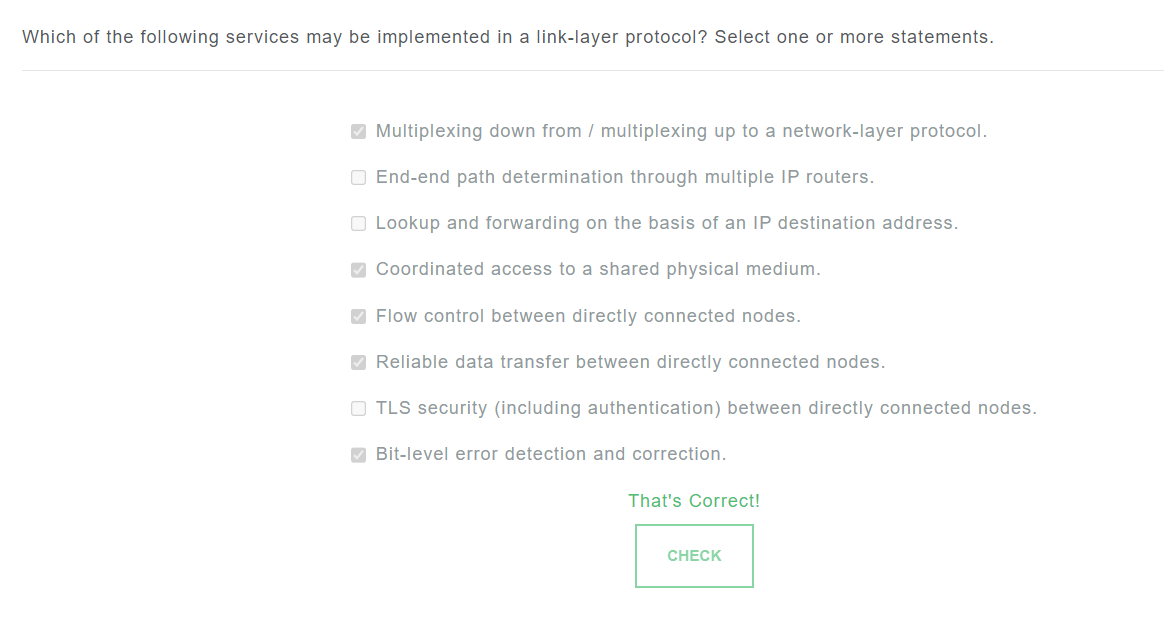 Which of the following services may be implemented in a link-layer protocol? Select one or more statements.
Multiplexing down from / multiplexing up to a network-layer protocol.
End-end path determination through multiple IP routers.
Lookup and forwarding on the basis of an IP destination address.
Coordinated access to a shared physical medium.
Flow control between directly connected nodes.
Reliable data transfer between directly connected nodes.
TLS security (including authentication) between directly connected nodes.
Bit-level error detection and correction.
That's Correct!
CHECK